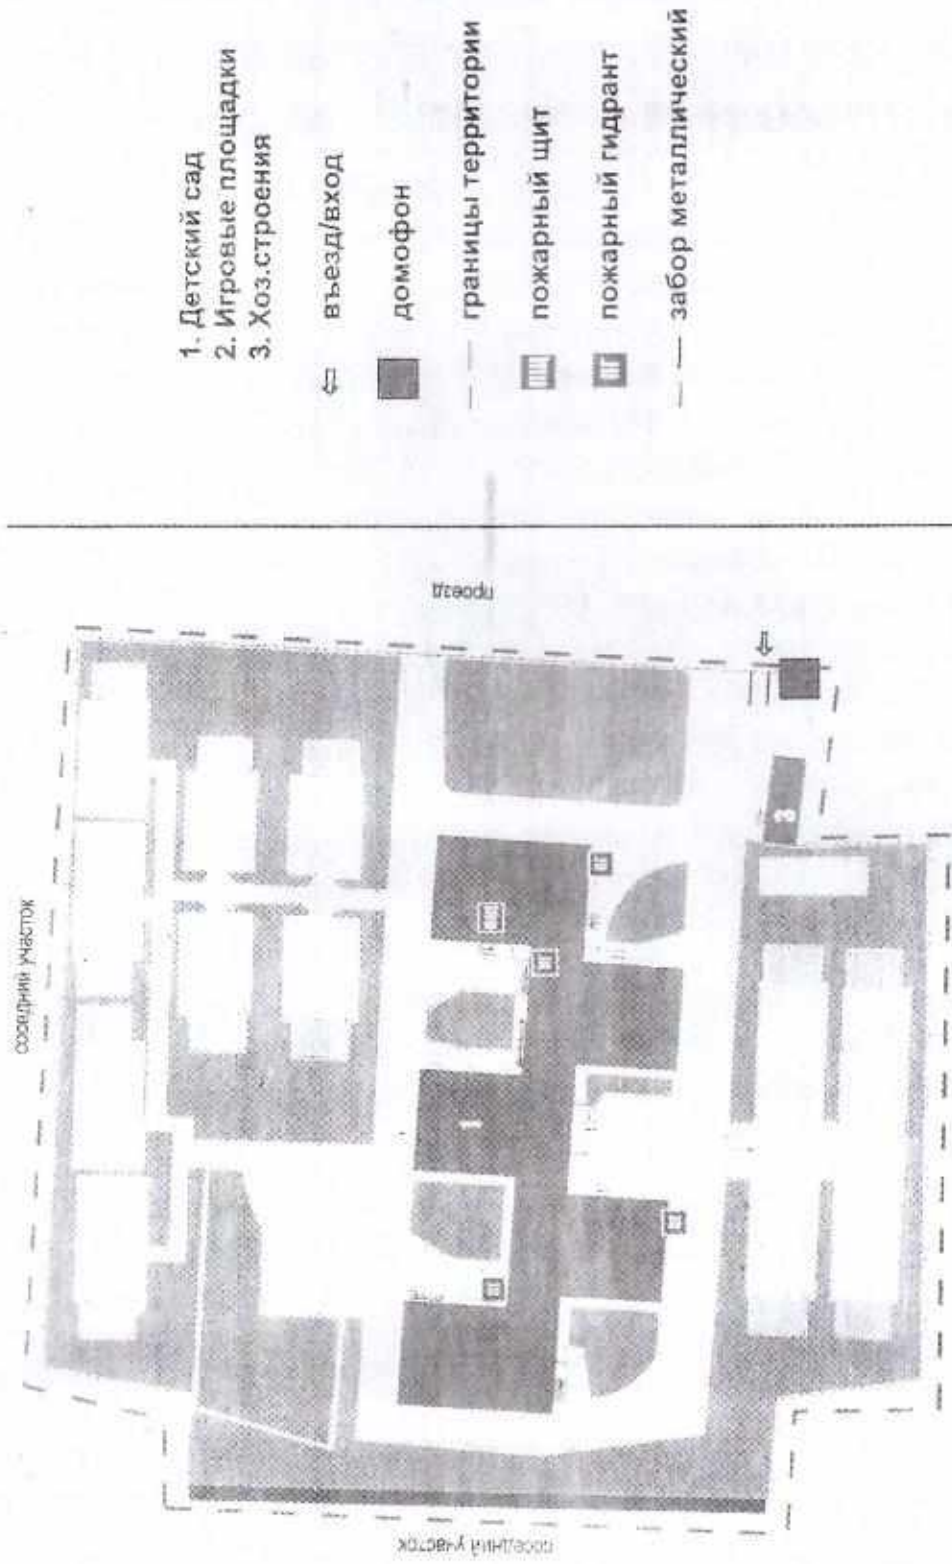 1. Детский сад
2. Игровые площадки
3. Хоз.строения
въезд/вход
домофон
границы территории
пожарный щит
пожарный гидрант
забор металлический
проезд
соседний участок
соседний участок
1
3